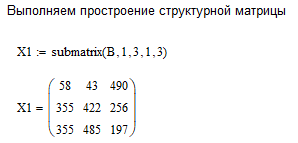 Выполняем простроение структурной матрицы
X1 := submatrix(B,1,3,1,3)
58 43 490
X1 = 355 422 256
355 485 197